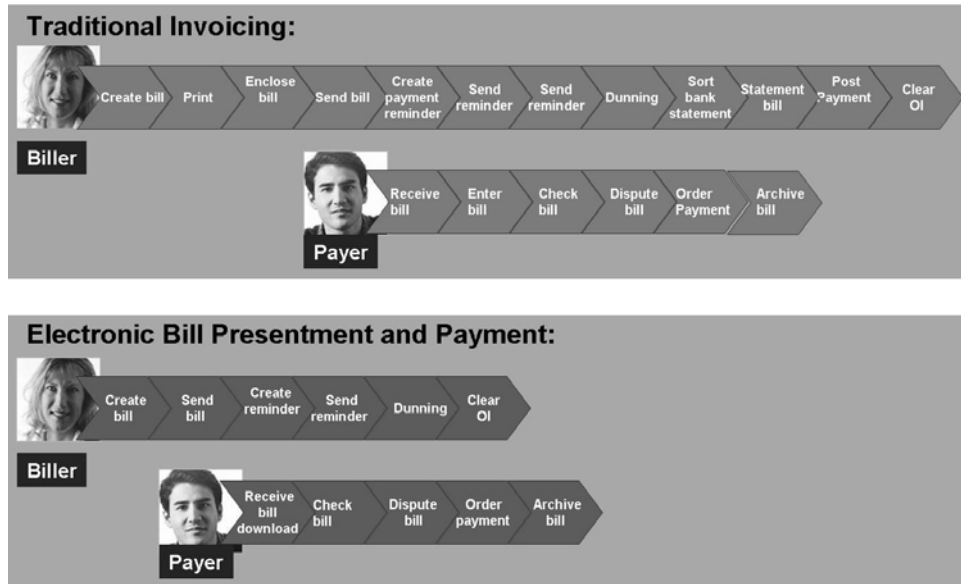 Traditional Invoicing:
Create bill
Print
Enclose
bill
Send bill
Create
payment
reminder
Send
reminder
Send
reminder
Dunning
Sort
bank
statement
Statement
bill
Post
Payment
Clear
OI
Biller
Receive
bill
Enter
bill
Check
bill
Dispute
bill
Order
Payment
Archive
bill
Payer
Electronic Bill Presentment and Payment:
Create
bill
Send
bill
Create
reminder
Send
reminder
Dunning
Clear
OI
Biller
Receive
bill
download
Check
bill
Dispute
bill
Order
payment
Archive
bill
Payer